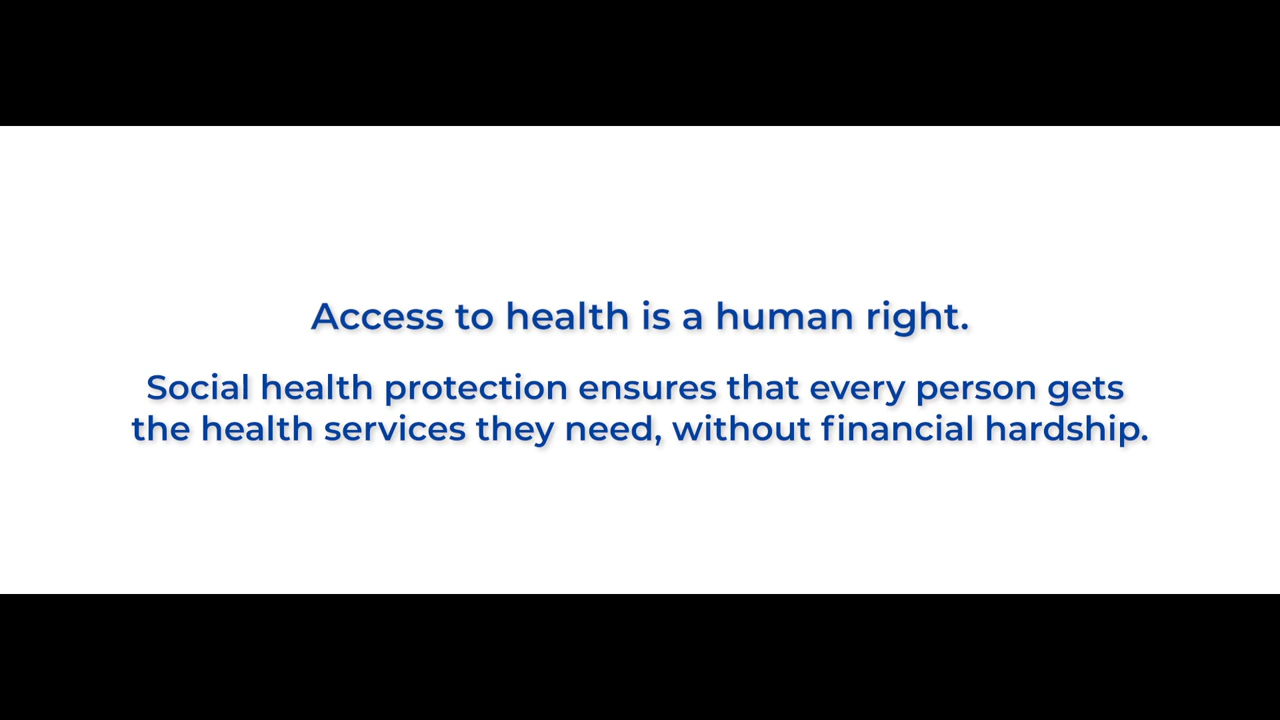 Access to health is a human right.
Social health protection ensures that every person gets
the health services they need, without financial hardship.